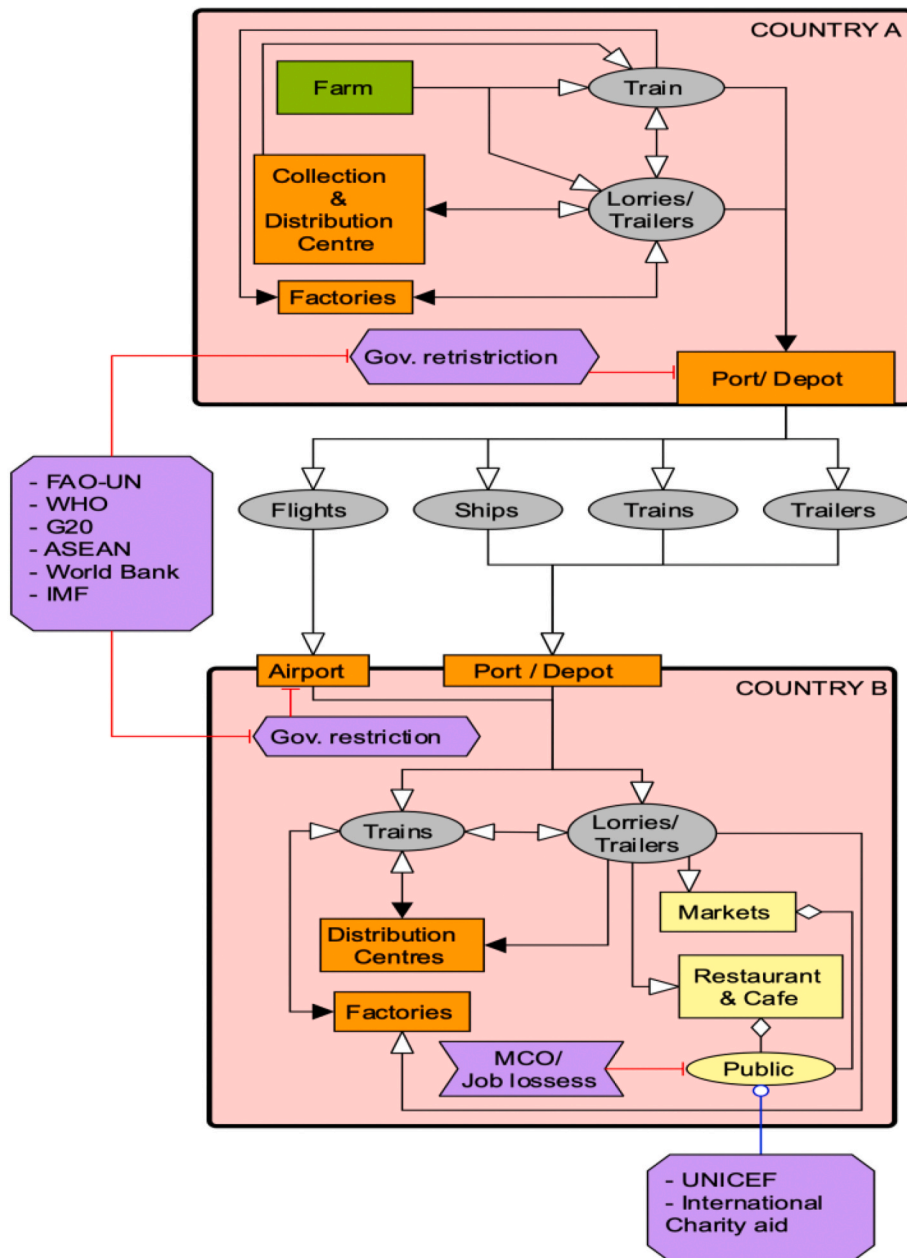 COUNTRY A
Farm
Train
Collection
&
Distribution
Centre
Lorries/
Trailers
Factories
Gov. retristriction
Port/ Depot
- FAO-UN
- WHO
- G20
- ASEAN
- World Bank
- IMF
Flights
Ships
Trains
Trailers
Airport
Port / Depot
COUNTRY B
Gov. restriction
Trains
Lorries/
Trailers
Markets
Distribution
Centres
Restaurant
& Cafe
Factories
MCO/
Job lossess
Public
- UNICEF
- International
Charity aid